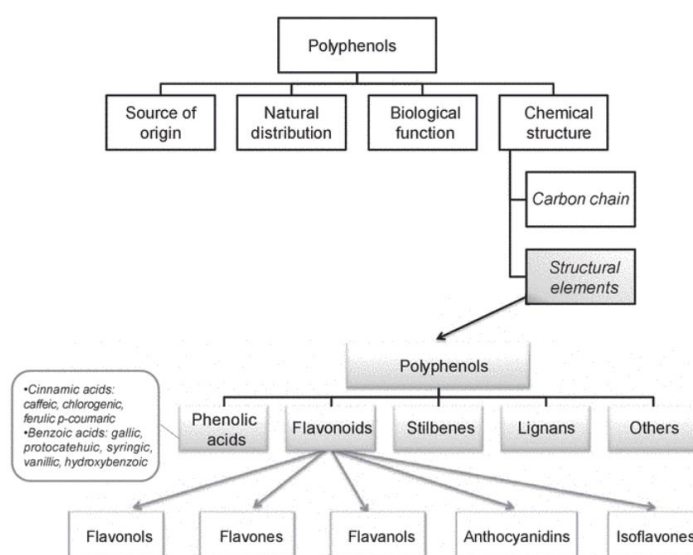 Polyphenols
Source of
origin
Natural
distribution
Biological
function
Chemical
structure
Carbon chain
Structural
elements
Polyphenols
•Cinnamic acids:
caffeic, chlorogenic,
ferulic p-coumaric
•Benzoic acids: gallic,
protocatehuic, syringic,
vanillic, hydroxybenzoic
Phenolic
acids
Flavonoids
Stilbenes
Lignans
Others
Flavonols
Flavones
Flavanols
Anthocyanidins
Isoflavones